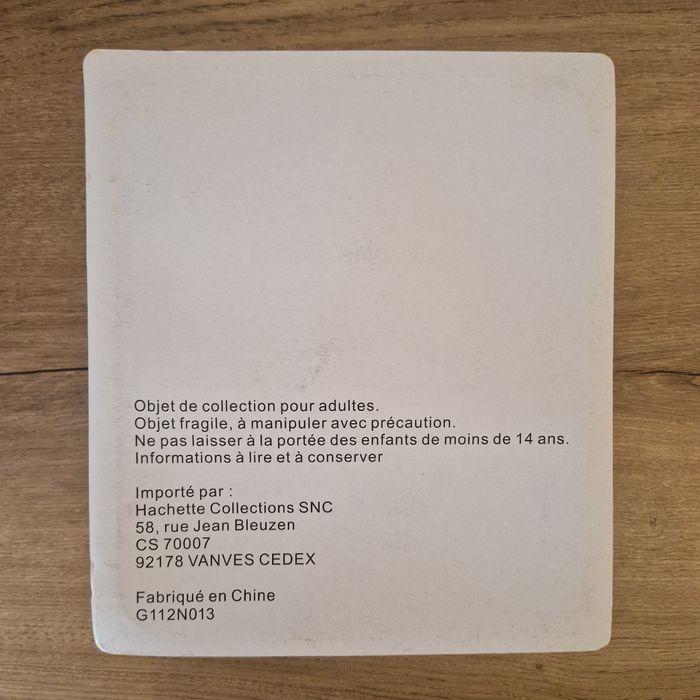 Objet de collection pour adultes.
Objet fragile, à manipuler avec précaution.
Ne pas laisser à la portée des enfants de moins de 14 ans.
Informations à lire et à conserver
Importé par :
Hachette Collections SNC
58, rue Jean Bleuzen
CS 70007
92178 VANVES CEDEX
Fabriqué en Chine
G112N013